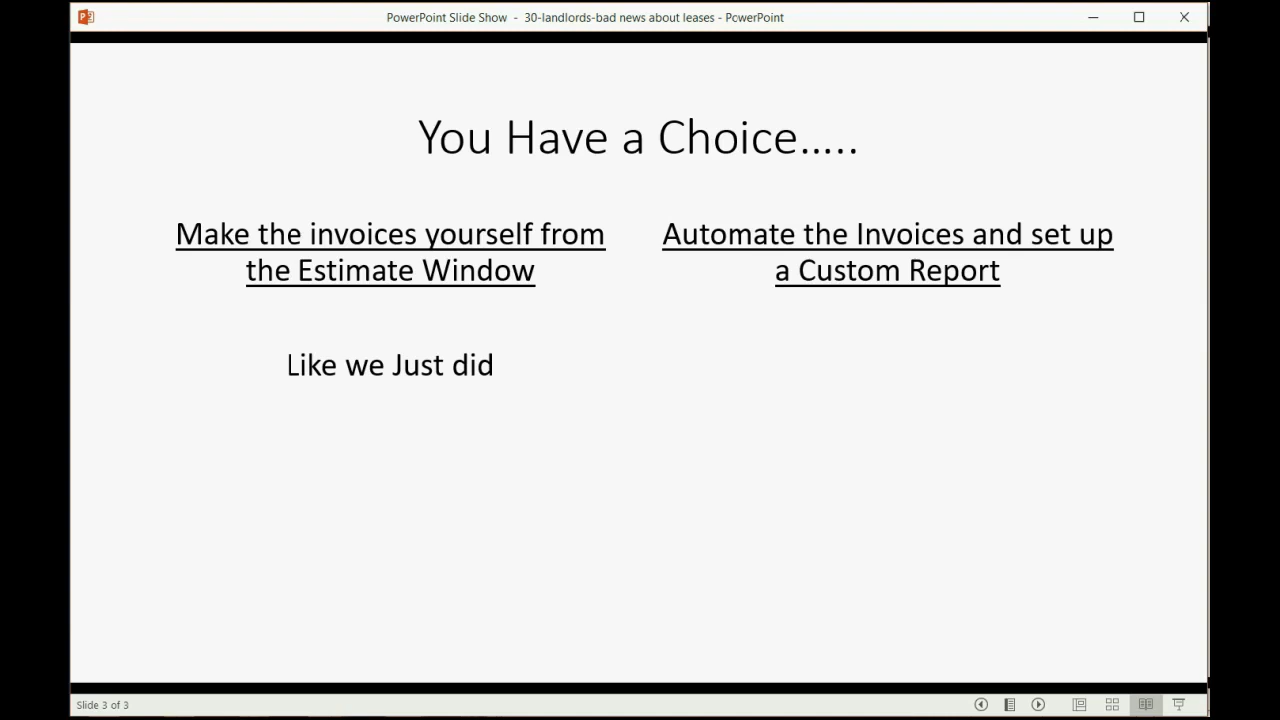 PowerPoint Slide Show - 30-landlords-bad news about leases - PowerPoint
You Have a Choice…..
Make the invoices yourself from
the Estimate Window
Automate the Invoices and set up
a Custom Report
Like we Just did
Slide 3 of 3